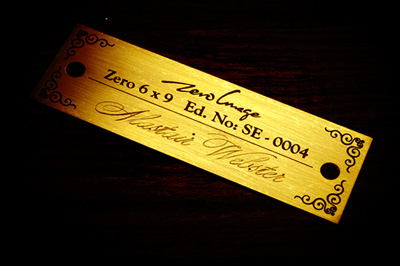 Zero Image
Zero 6 x 9 Ed. No: SE - 0004
Alastair Webster